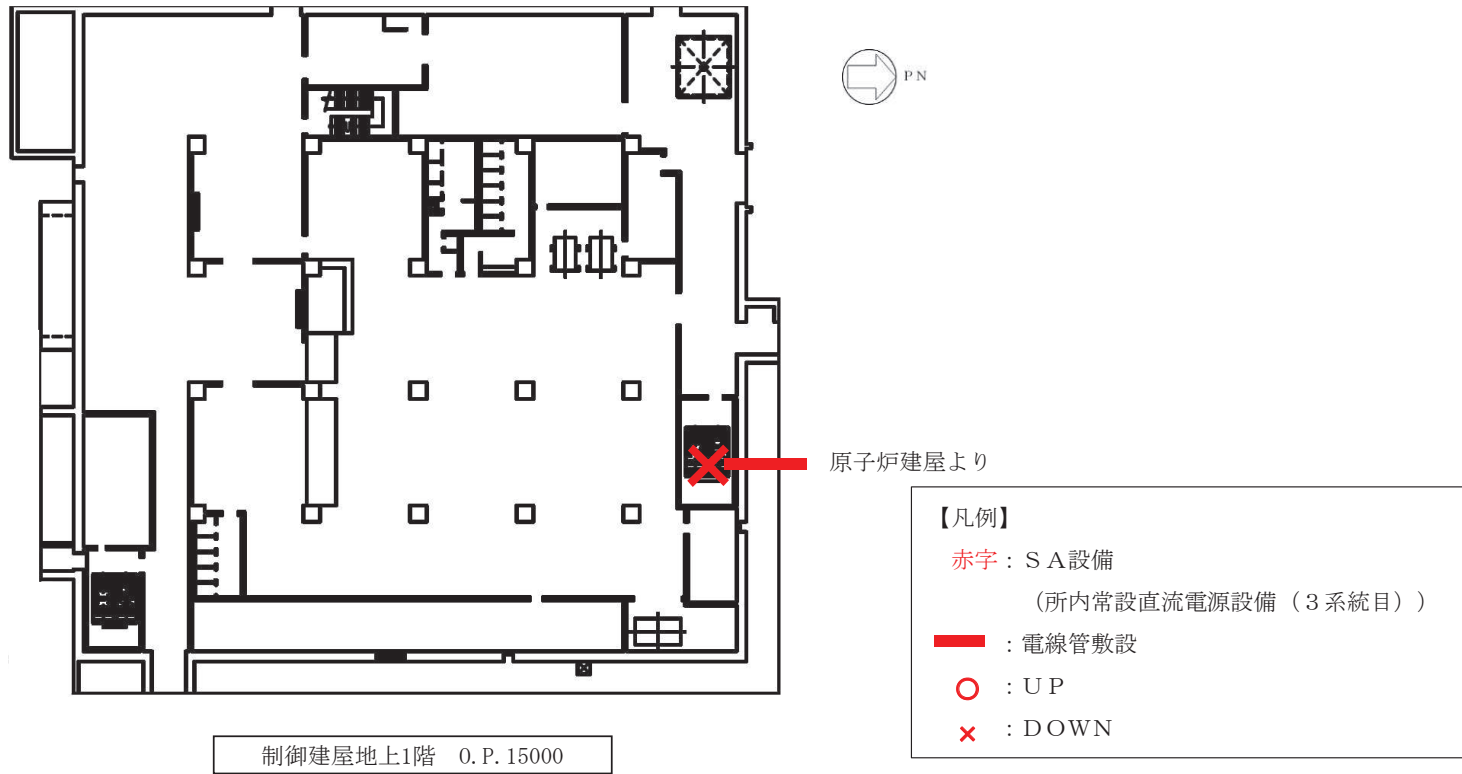 PN
原子炉建屋より
【凡例】
赤字：ＳＡ設備
（所内常設直流電源設備（３系統目））
：電線管敷設
：ＵＰ
：ＤＯＷＮ
制御建屋地上1階　O.P.15000